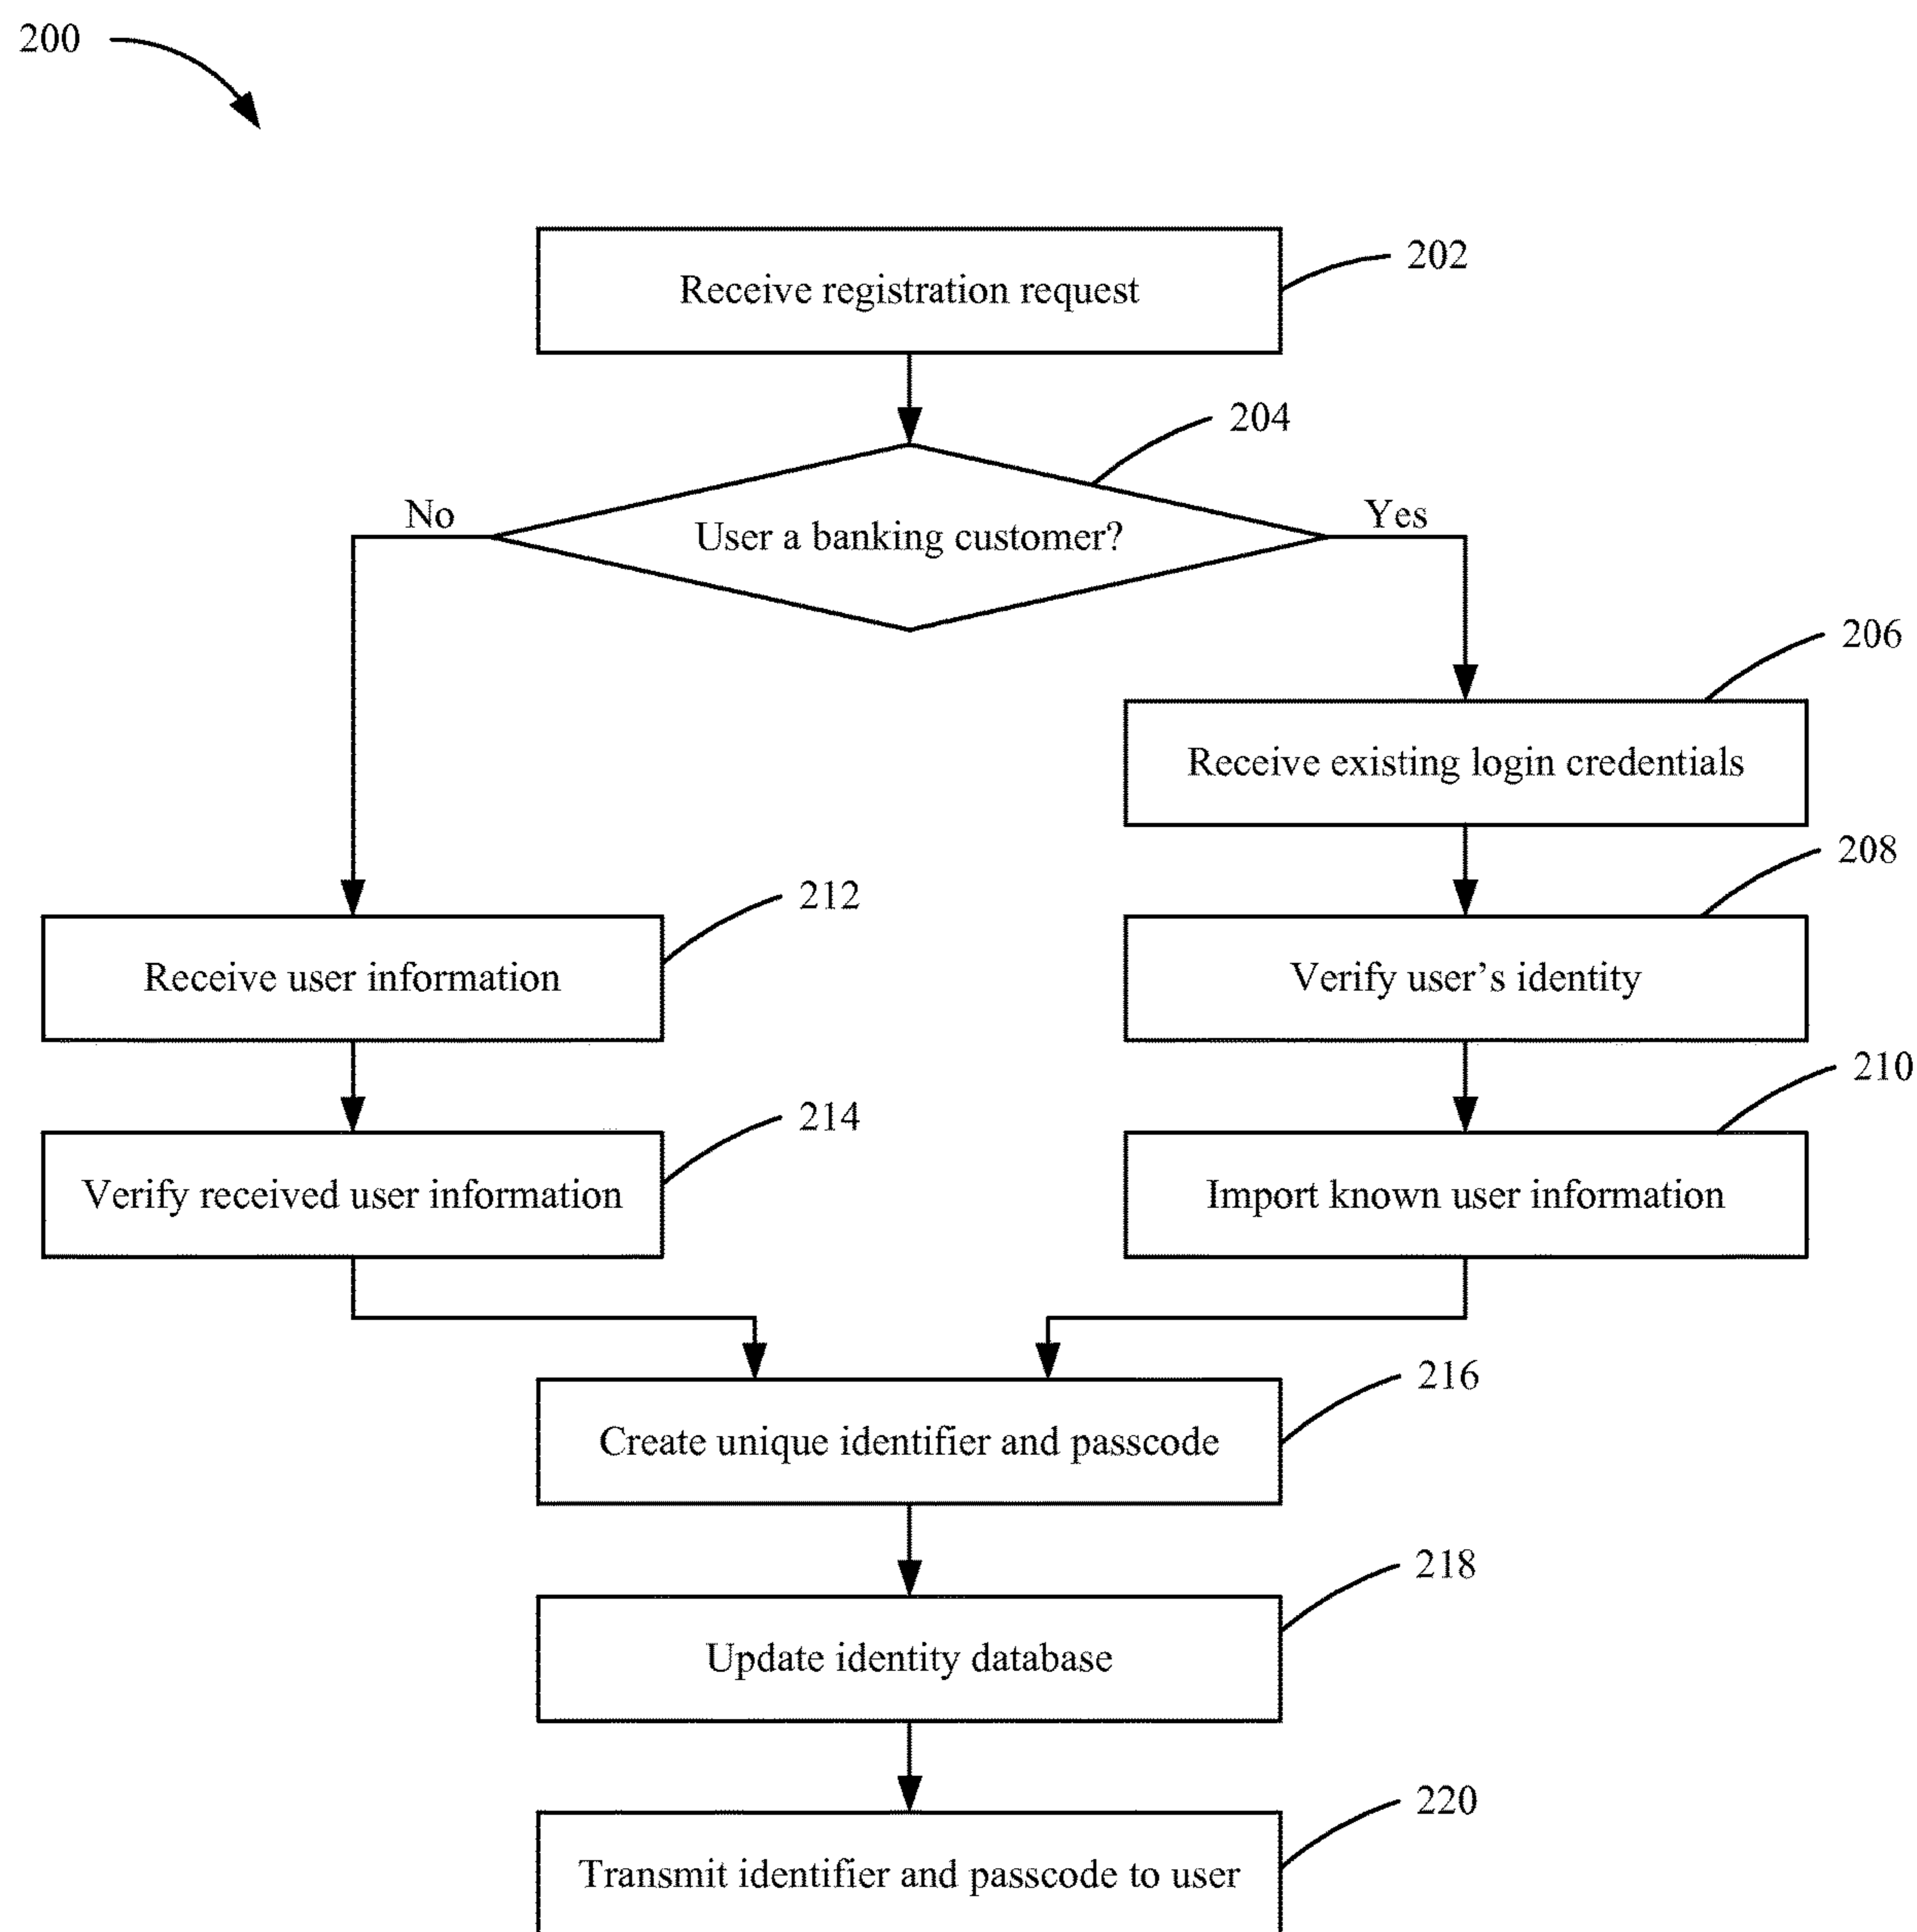 200
Receive registration request
202
204
No
User a banking customer?
Yes
206
Receive existing login credentials
208
212
Receive user information
Verify user’s identity
210
214
Verify received user information
Import known user information
216
Create unique identifier and passcode
218
Update identity database
220
Transmit identifier and passcode to user